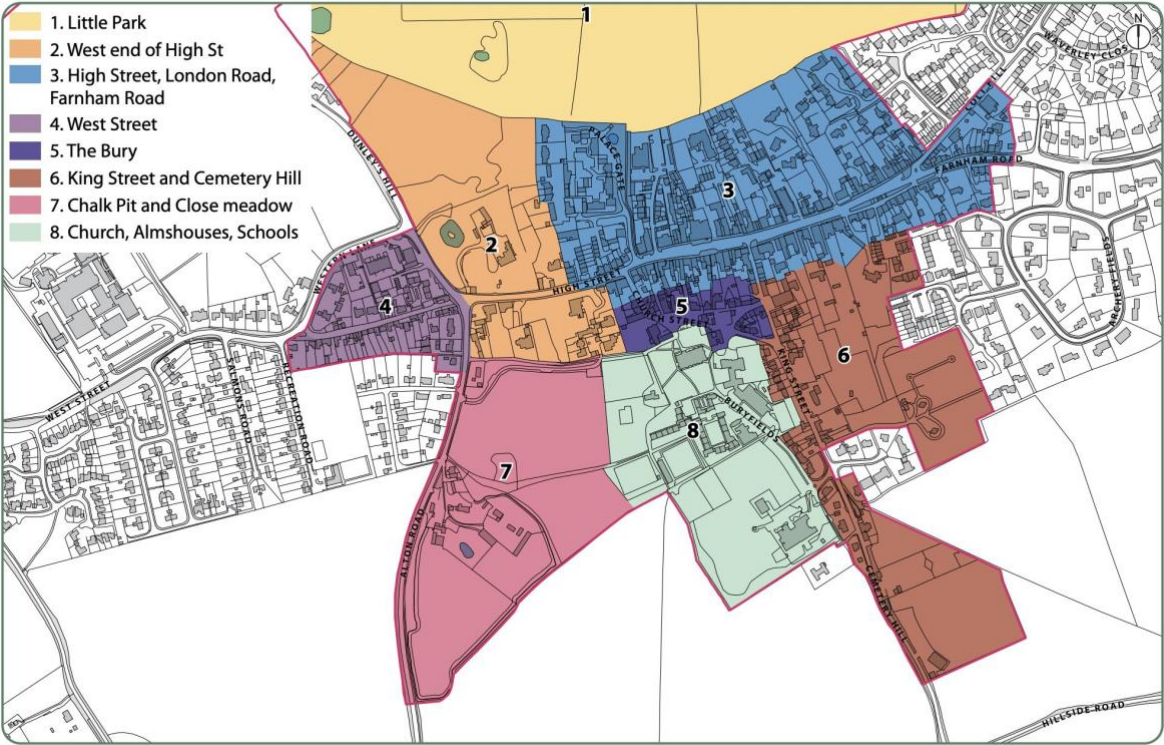 1. Little Park
2. West end of High St
3. High Street, London Road,
Farnham Road
4. West Street
5. The Bury
6. King Street and Cemetery Hill
7. Chalk Pit and Close meadow
8. Church, Almshouses, Schools
1
N
WAVERLEY CLOS
COLT HILL
PALACE GATE
DUNLEY'S HILL
FARNHAM ROAD
3
2
WESTERN LANE
ARCHERY FIELDS
HIGH STREET
4
5
CHURCH STREET
6
KING STREET
WEST STREET
SALMONS ROAD
RECREATION ROAD
BURYFIELDS
8
7
ALTON ROAD
CEMETERY HILL
HILLSIDE ROAD